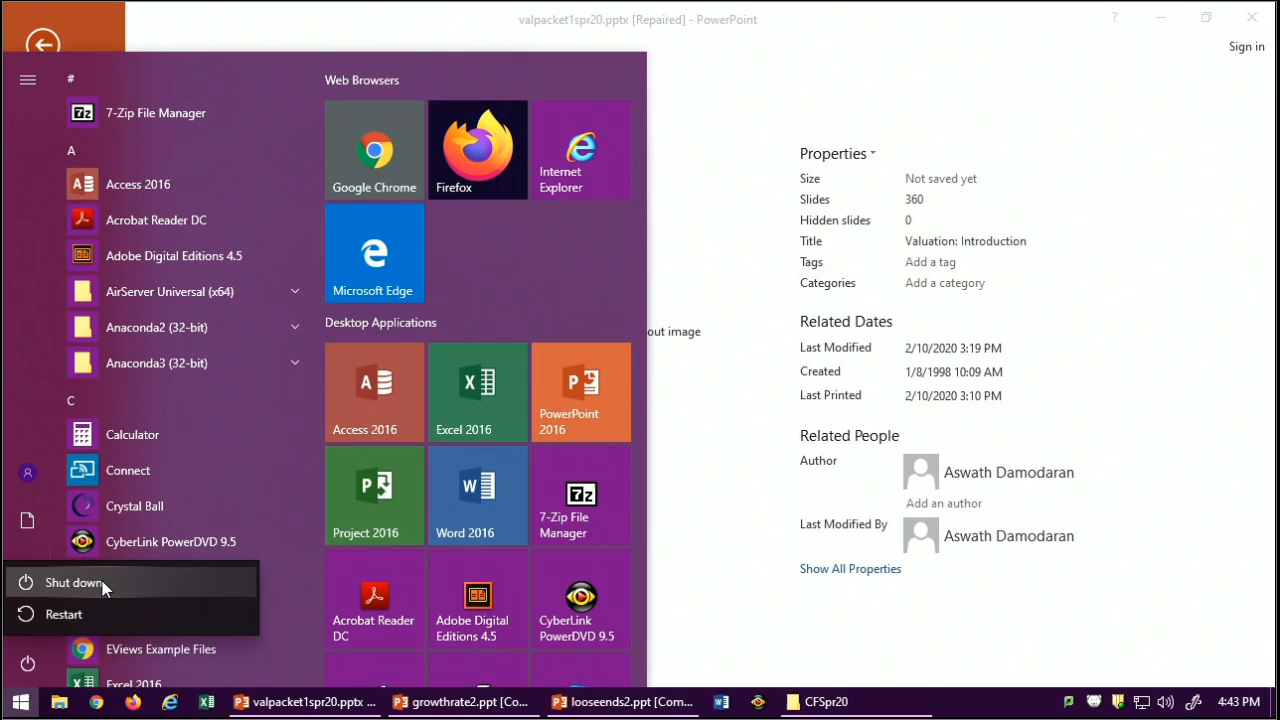 valpacket1spr20.pptx [Repaired] - PowerPoint
?
Sign in
#
7-Zip File Manager
A
Access 2016
Acrobat Reader DC
Adobe Digital Editions 4.5
AirServer Universal (x64)
Anaconda2 (32-bit)
Anaconda3 (32-bit)
C
Calculator
Connect
Crystal Ball
CyberLink PowerDVD 9.5
Shut down
Restart
EViews Example Files
Excel 2016
Web Browsers
Google Chrome
Firefox
Internet
Explorer
Microsoft Edge
Desktop Applications
Access 2016
Excel 2016
PowerPoint
2016
Project 2016
Word 2016
7-Zip File
Manager
Acrobat Reader
DC
Adobe Digital
Editions 4.5
CyberLink
PowerDVD 9.5
out image
Properties
Size Not saved yet
Slides 360
Hidden slides 0
Title Valuation: Introduction
Tags Add a tag
Categories Add a category
Related Dates
Last Modified 2/10/2020 3:19 PM
Created 1/8/1998 10:09 AM
Last Printed 2/10/2020 3:10 PM
Related People
Author Aswath Damodaran
Add an author
Last Modified By Aswath Damodaran
Show All Properties
valpacket1spr20.pptx ... growthrate2.ppt [Co... looseends2.ppt [Com... CFSpr20 4:43 PM